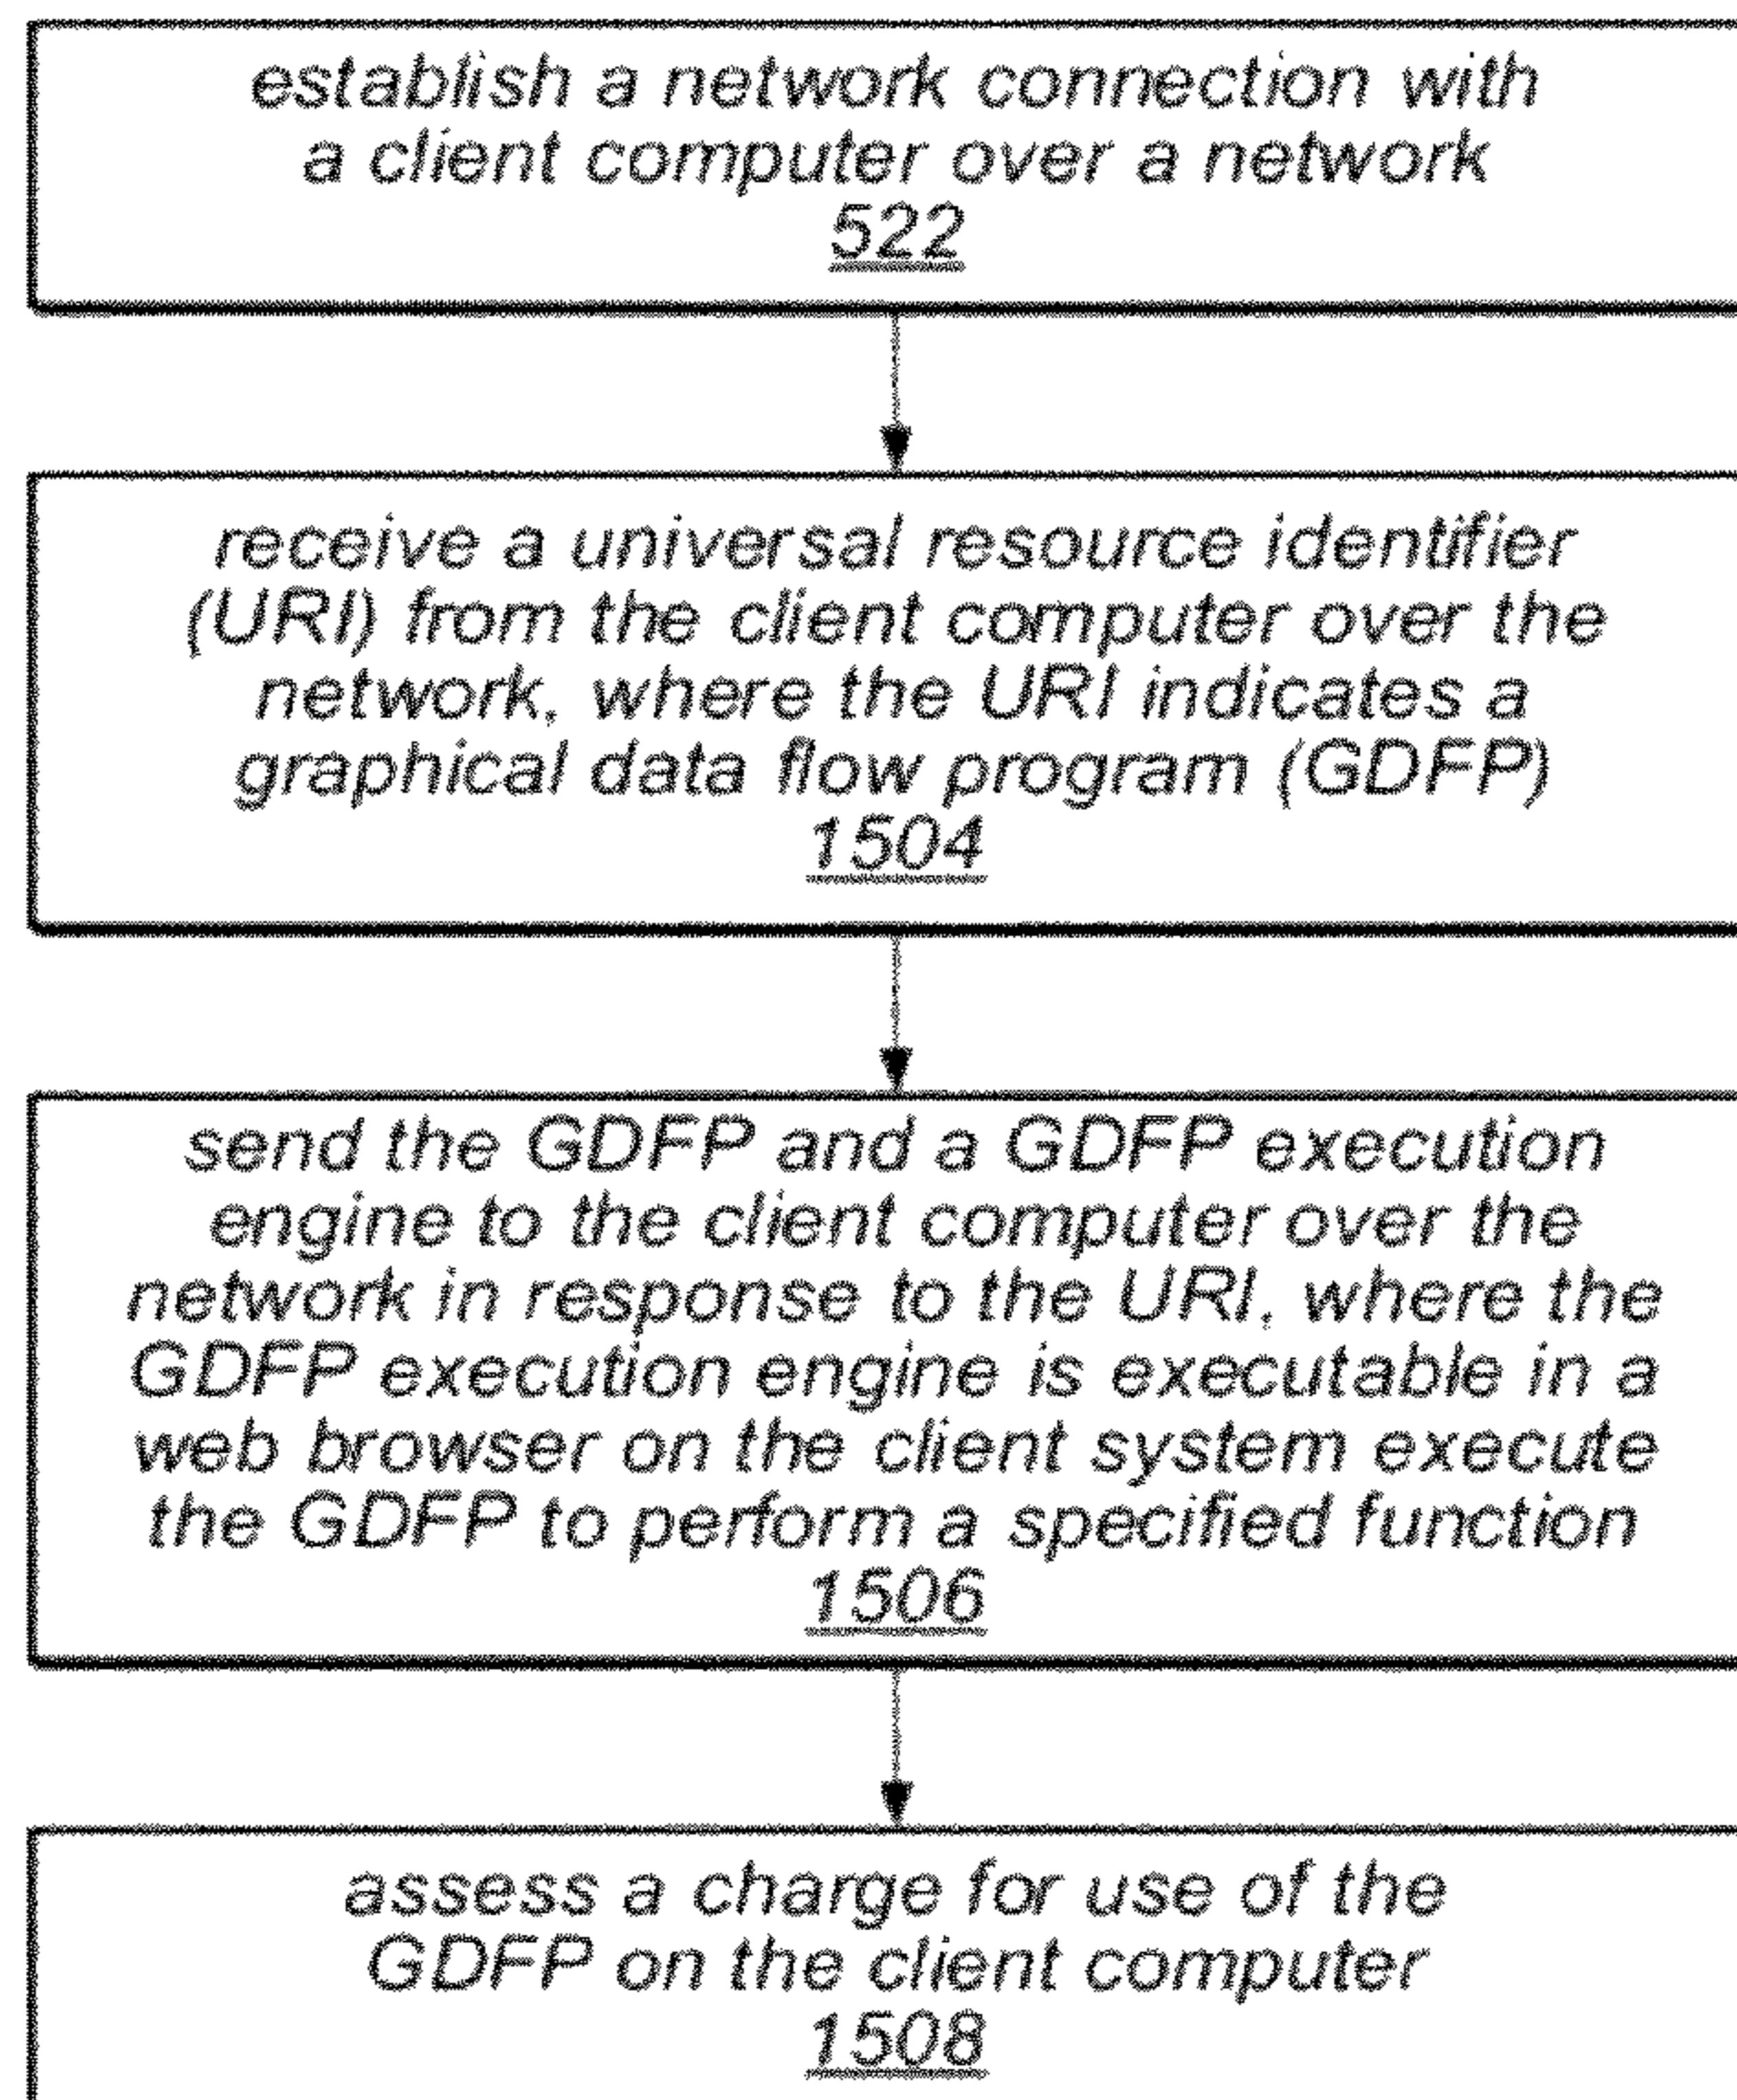 establish a network connection with
a client computer over a network
522
receive a universal resource identifier
(URI) from the client computer over the
network, where the URI indicates a
graphical data flow program (GDFP)
1504
send the GDFP and a GDFP execution
engine to the client computer over the
network in response to the URI, where the
GDFP execution engine is executable in a
web browser on the client system execute
the GDFP to perform a specified function
1506
assess a charge for use of the
GDFP on the client computer
1508